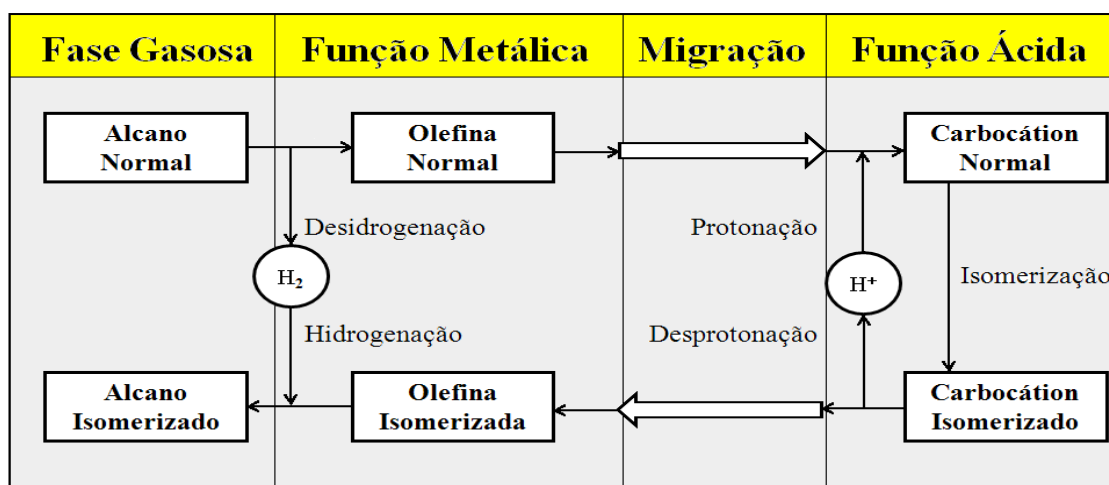 Fase Gasosa
Função Metálica
Migração
Função Ácida
Alcano
Normal
Olefina
Normal
Carbocátion
Normal
Desidrogenação
Protonação
H₂
H⁺
Isomerização
Hidrogenação
Desprotonação
Alcano
Isomerizado
Olefina
Isomerizada
Carbocátion
Isomerizado